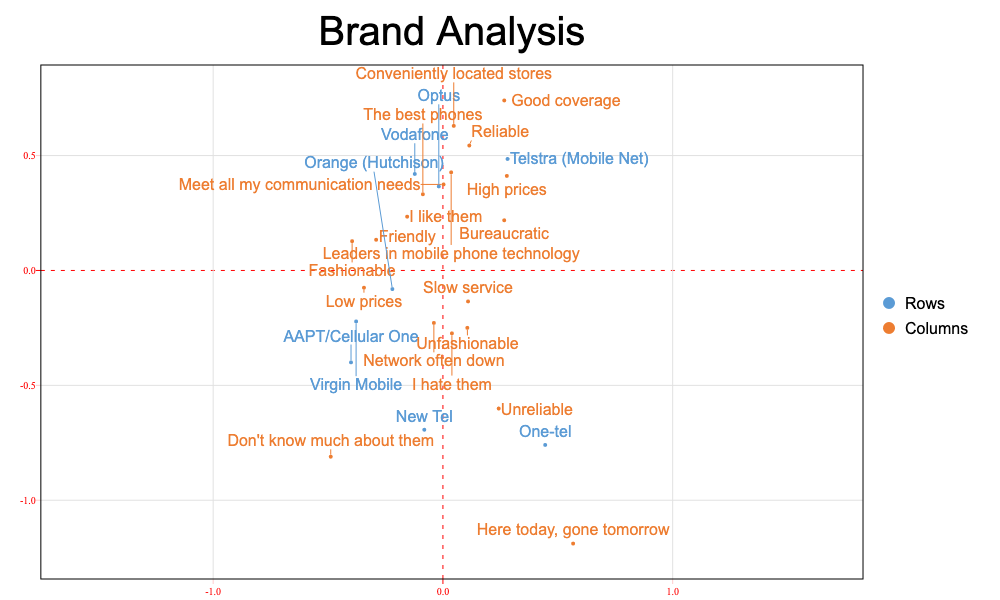 Brand Analysis
Conveniently located stores
Optus
Good coverage
The best phones
Vodafone
Reliable
0.5
Orange (Hutchison)
Telstra (Mobile Net)
Meet all my communication needs
High prices
I like them
Friendly
Bureaucratic
Leaders in mobile phone technology
0.0
Fashionable
Slow service
Low prices
Rows
Columns
AAPT/Cellular One
Unfashionable
Network often down
-0.5
Virgin Mobile
I hate them
New Tel
Unreliable
One-tel
Don't know much about them
-1.0
Here today, gone tomorrow
-1.0
0.0
1.0